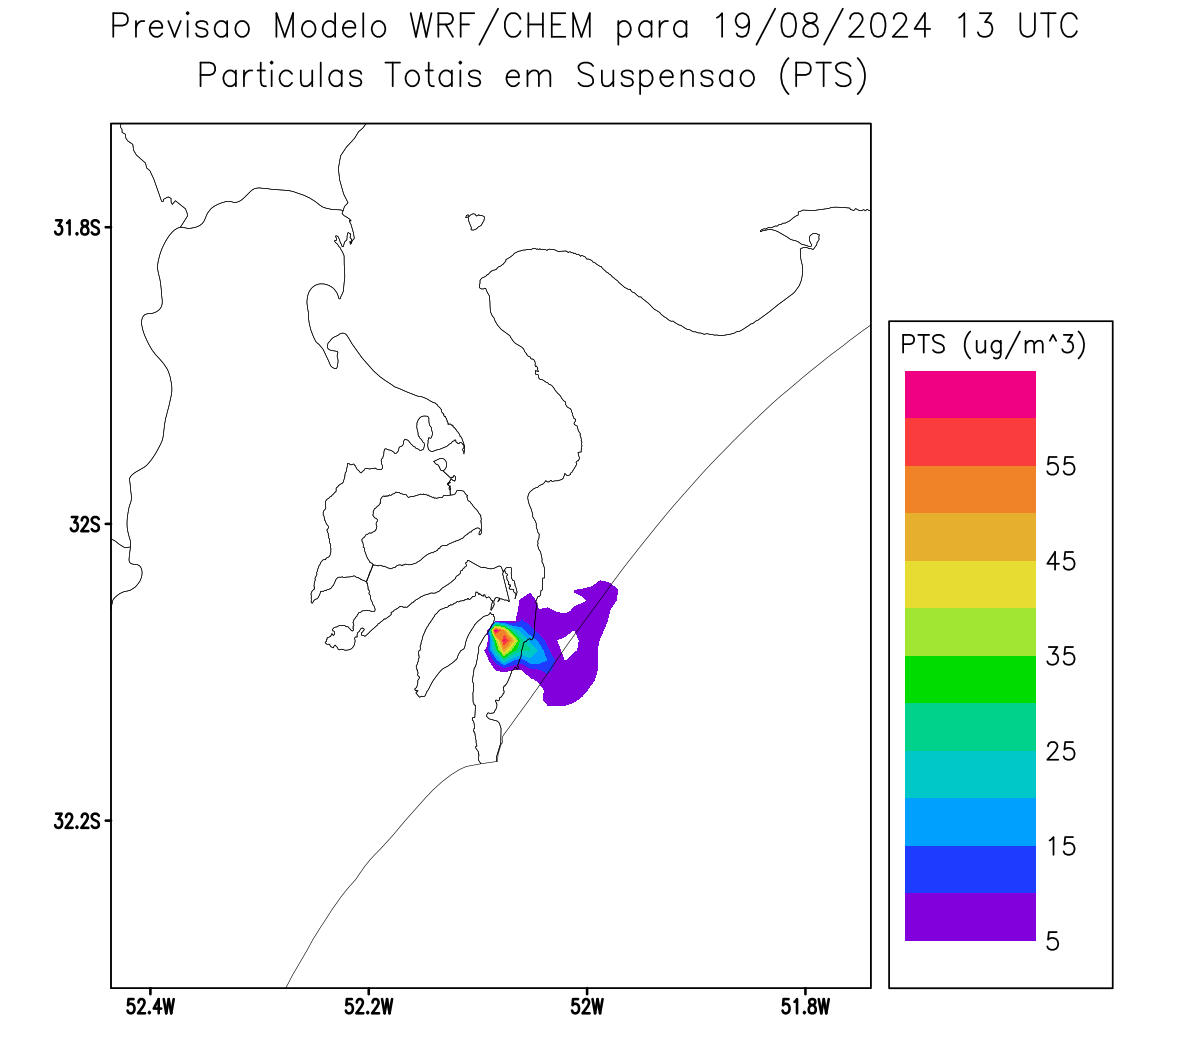 Previsao Modelo WRF/CHEM para 19/08/2024 13 UTC
Particulas Totais em Suspensao (PTS)
31.8S
32S
32.2S
52.4W
52.2W
52W
51.8W
PTS (ug/m^3)
55
45
35
25
15
5